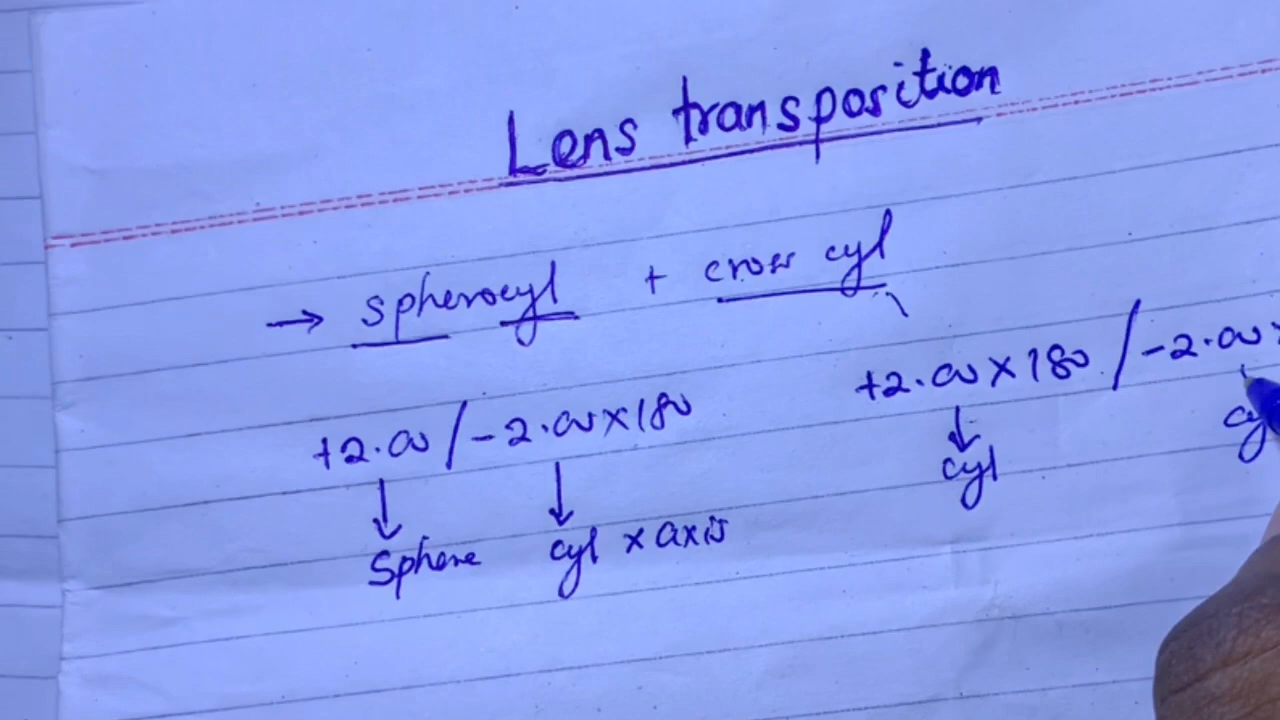 Lens transposition
→ spherocyl + cross cyl
+2.00 / -2.00 x 180
+2.00 x 180 / -2.00 x
Sphere cyl x axis
cyl